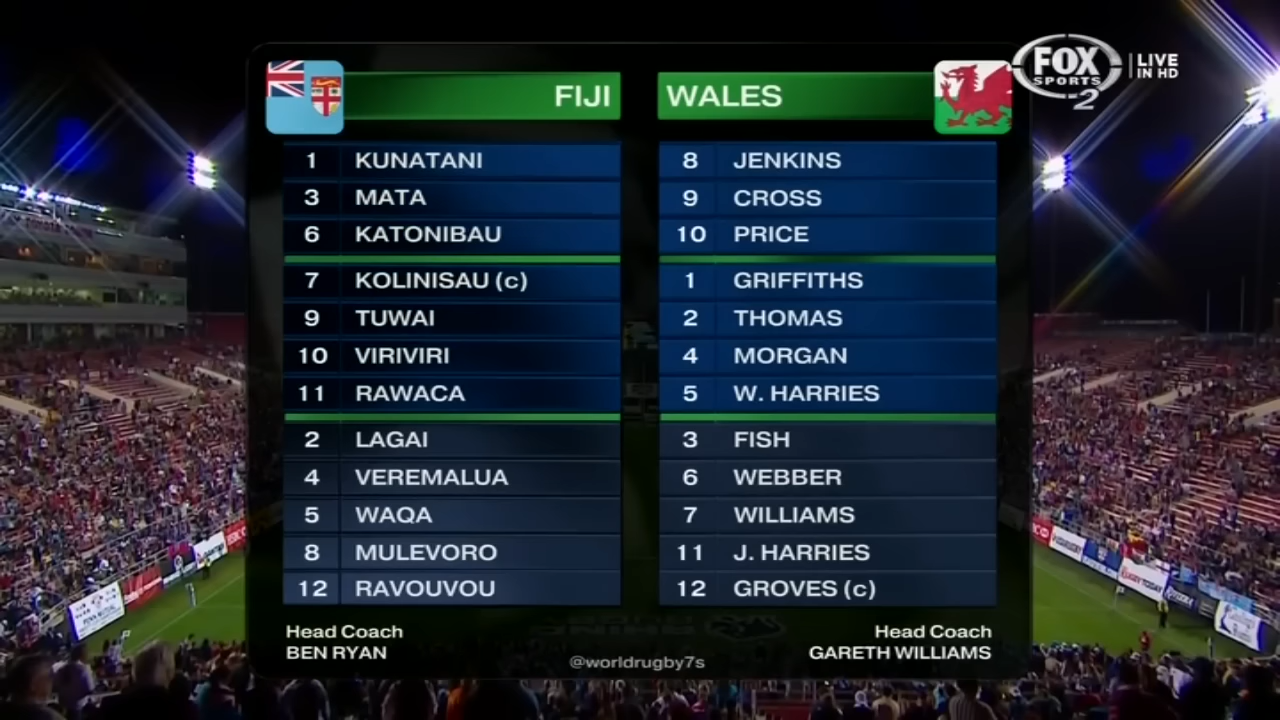 FOX
SPORTS
2
LIVE
IN HD
FIJI
WALES
1 KUNATANI
8 JENKINS
3 MATA
9 CROSS
6 KATONIBAU
10 PRICE
7 KOLINISAU (c)
1 GRIFFITHS
9 TUWAI
2 THOMAS
10 VIRIVIRI
4 MORGAN
11 RAWACA
5 W. HARRIES
2 LAGAI
3 FISH
4 VEREMALUA
6 WEBBER
5 WAQA
7 WILLIAMS
8 MULEVORO
11 J. HARRIES
12 RAVOUVOU
12 GROVES (c)
Head Coach
BEN RYAN
@worldrugby7s
Head Coach
GARETH WILLIAMS
RUGBY TODAY